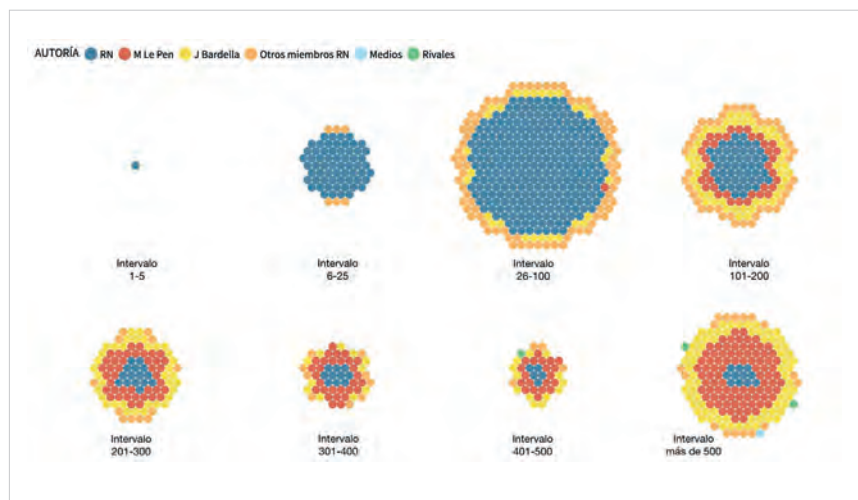 AUTORÍA RN M Le Pen J Bardella Otros miembros RN Medios Rivales
Intervalo
1-5
Intervalo
6-25
Intervalo
26-100
Intervalo
101-200
Intervalo
201-300
Intervalo
301-400
Intervalo
401-500
Intervalo
más de 500